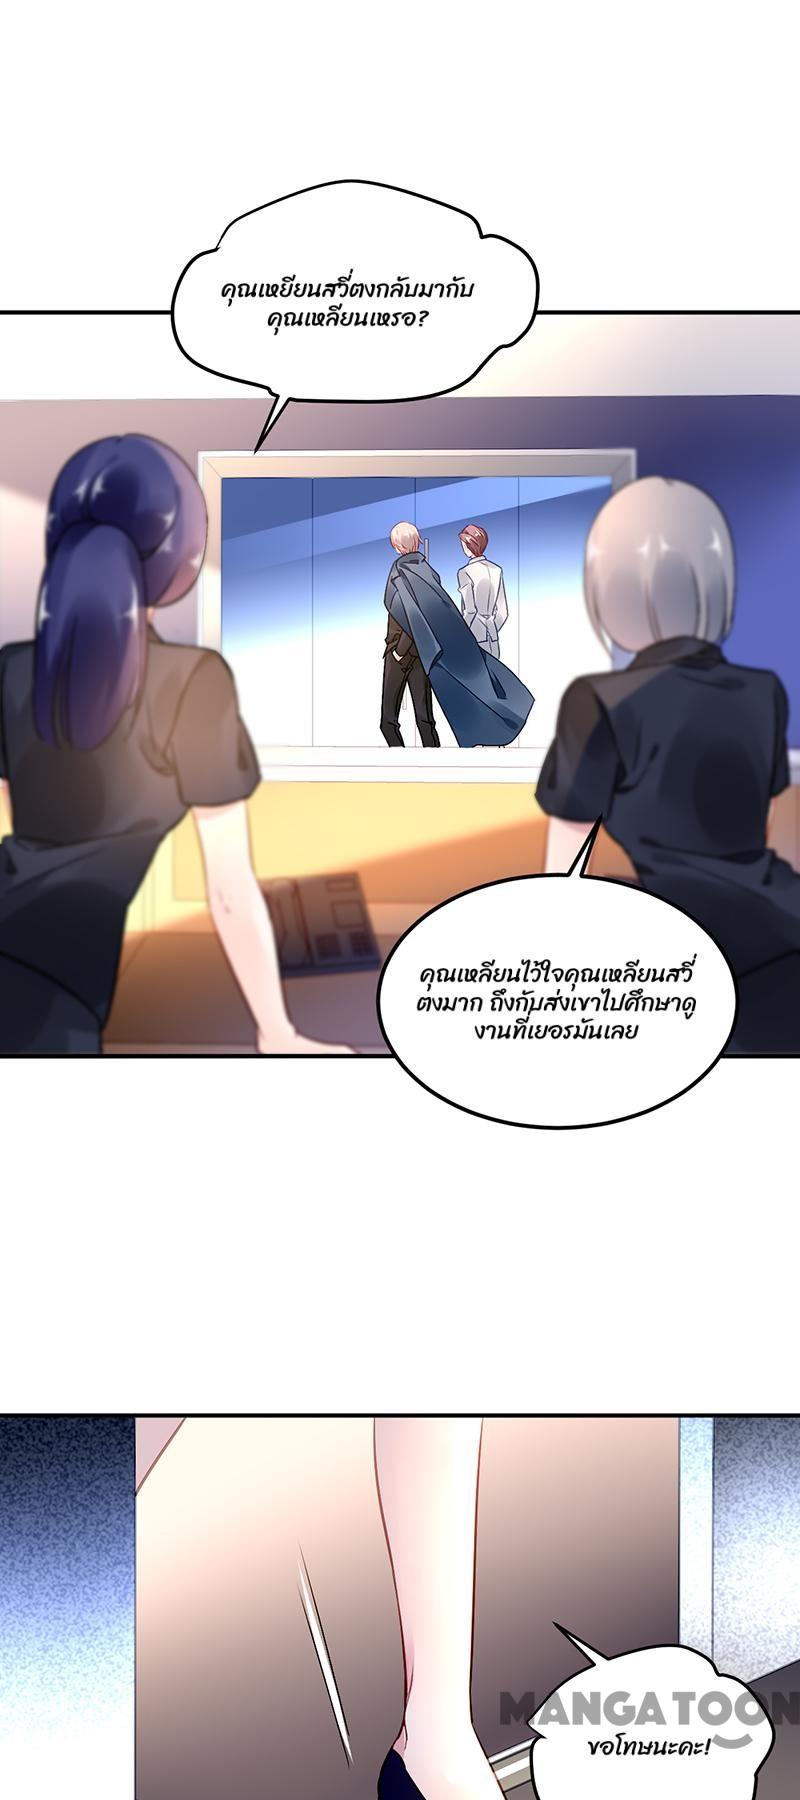 คุณเหยียนสวี่ตงกลับมากับ
คุณเหลียนเหรอ?
คุณเหลียนไว้ใจคุณเหลียนสวี่
ตงมาก ถึงกับส่งเขาไปศึกษาดู
งานที่เยอรมันเลย
MANGATOON
ขอโทษนะคะ!